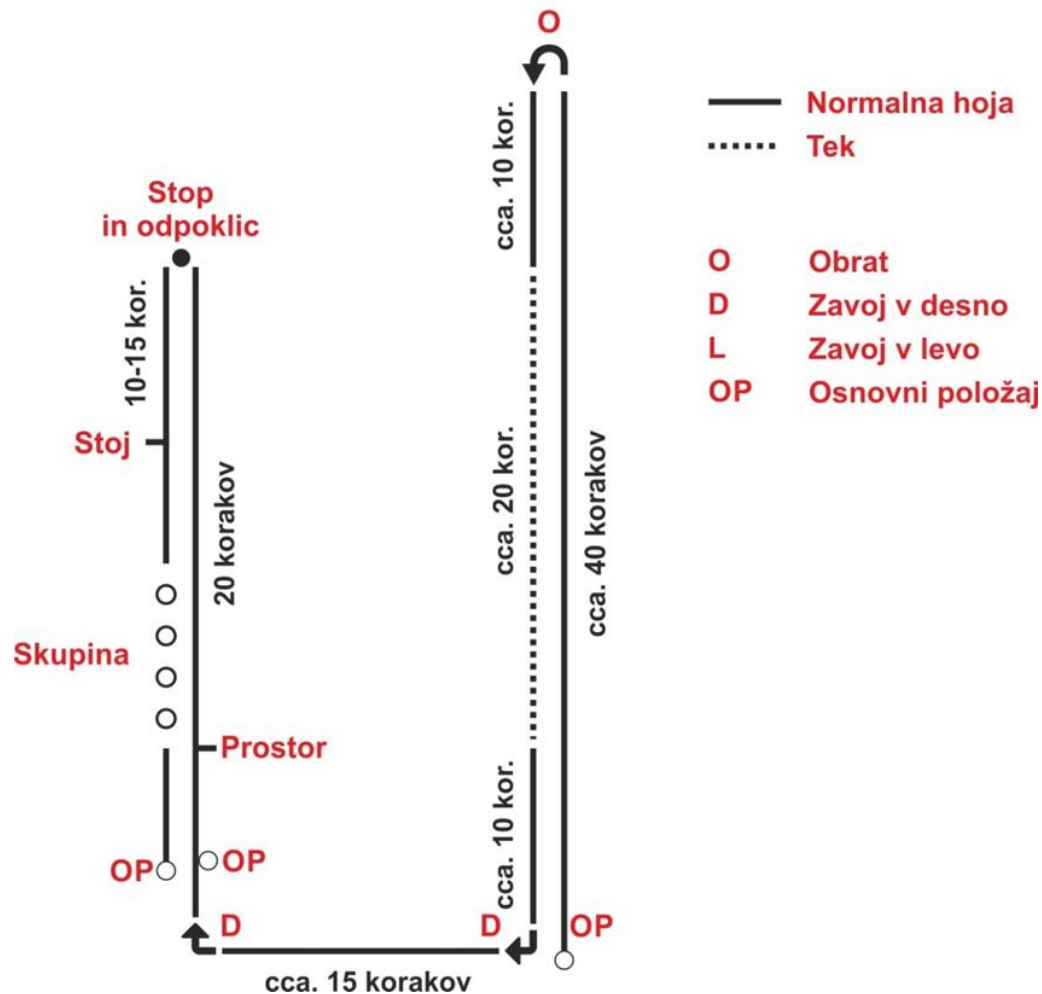 O
Normalna hoja
Tek
cca. 10 kor.
Stop
in odpoklic
O Obrat
D Zavoj v desno
L Zavoj v levo
OP Osnovni položaj
10-15 kor.
Stoj
20 korakov
cca. 20 kor.
cca. 40 korakov
Skupina
Prostor
cca. 10 kor.
OP
OP
D
D
OP
cca. 15 korakov